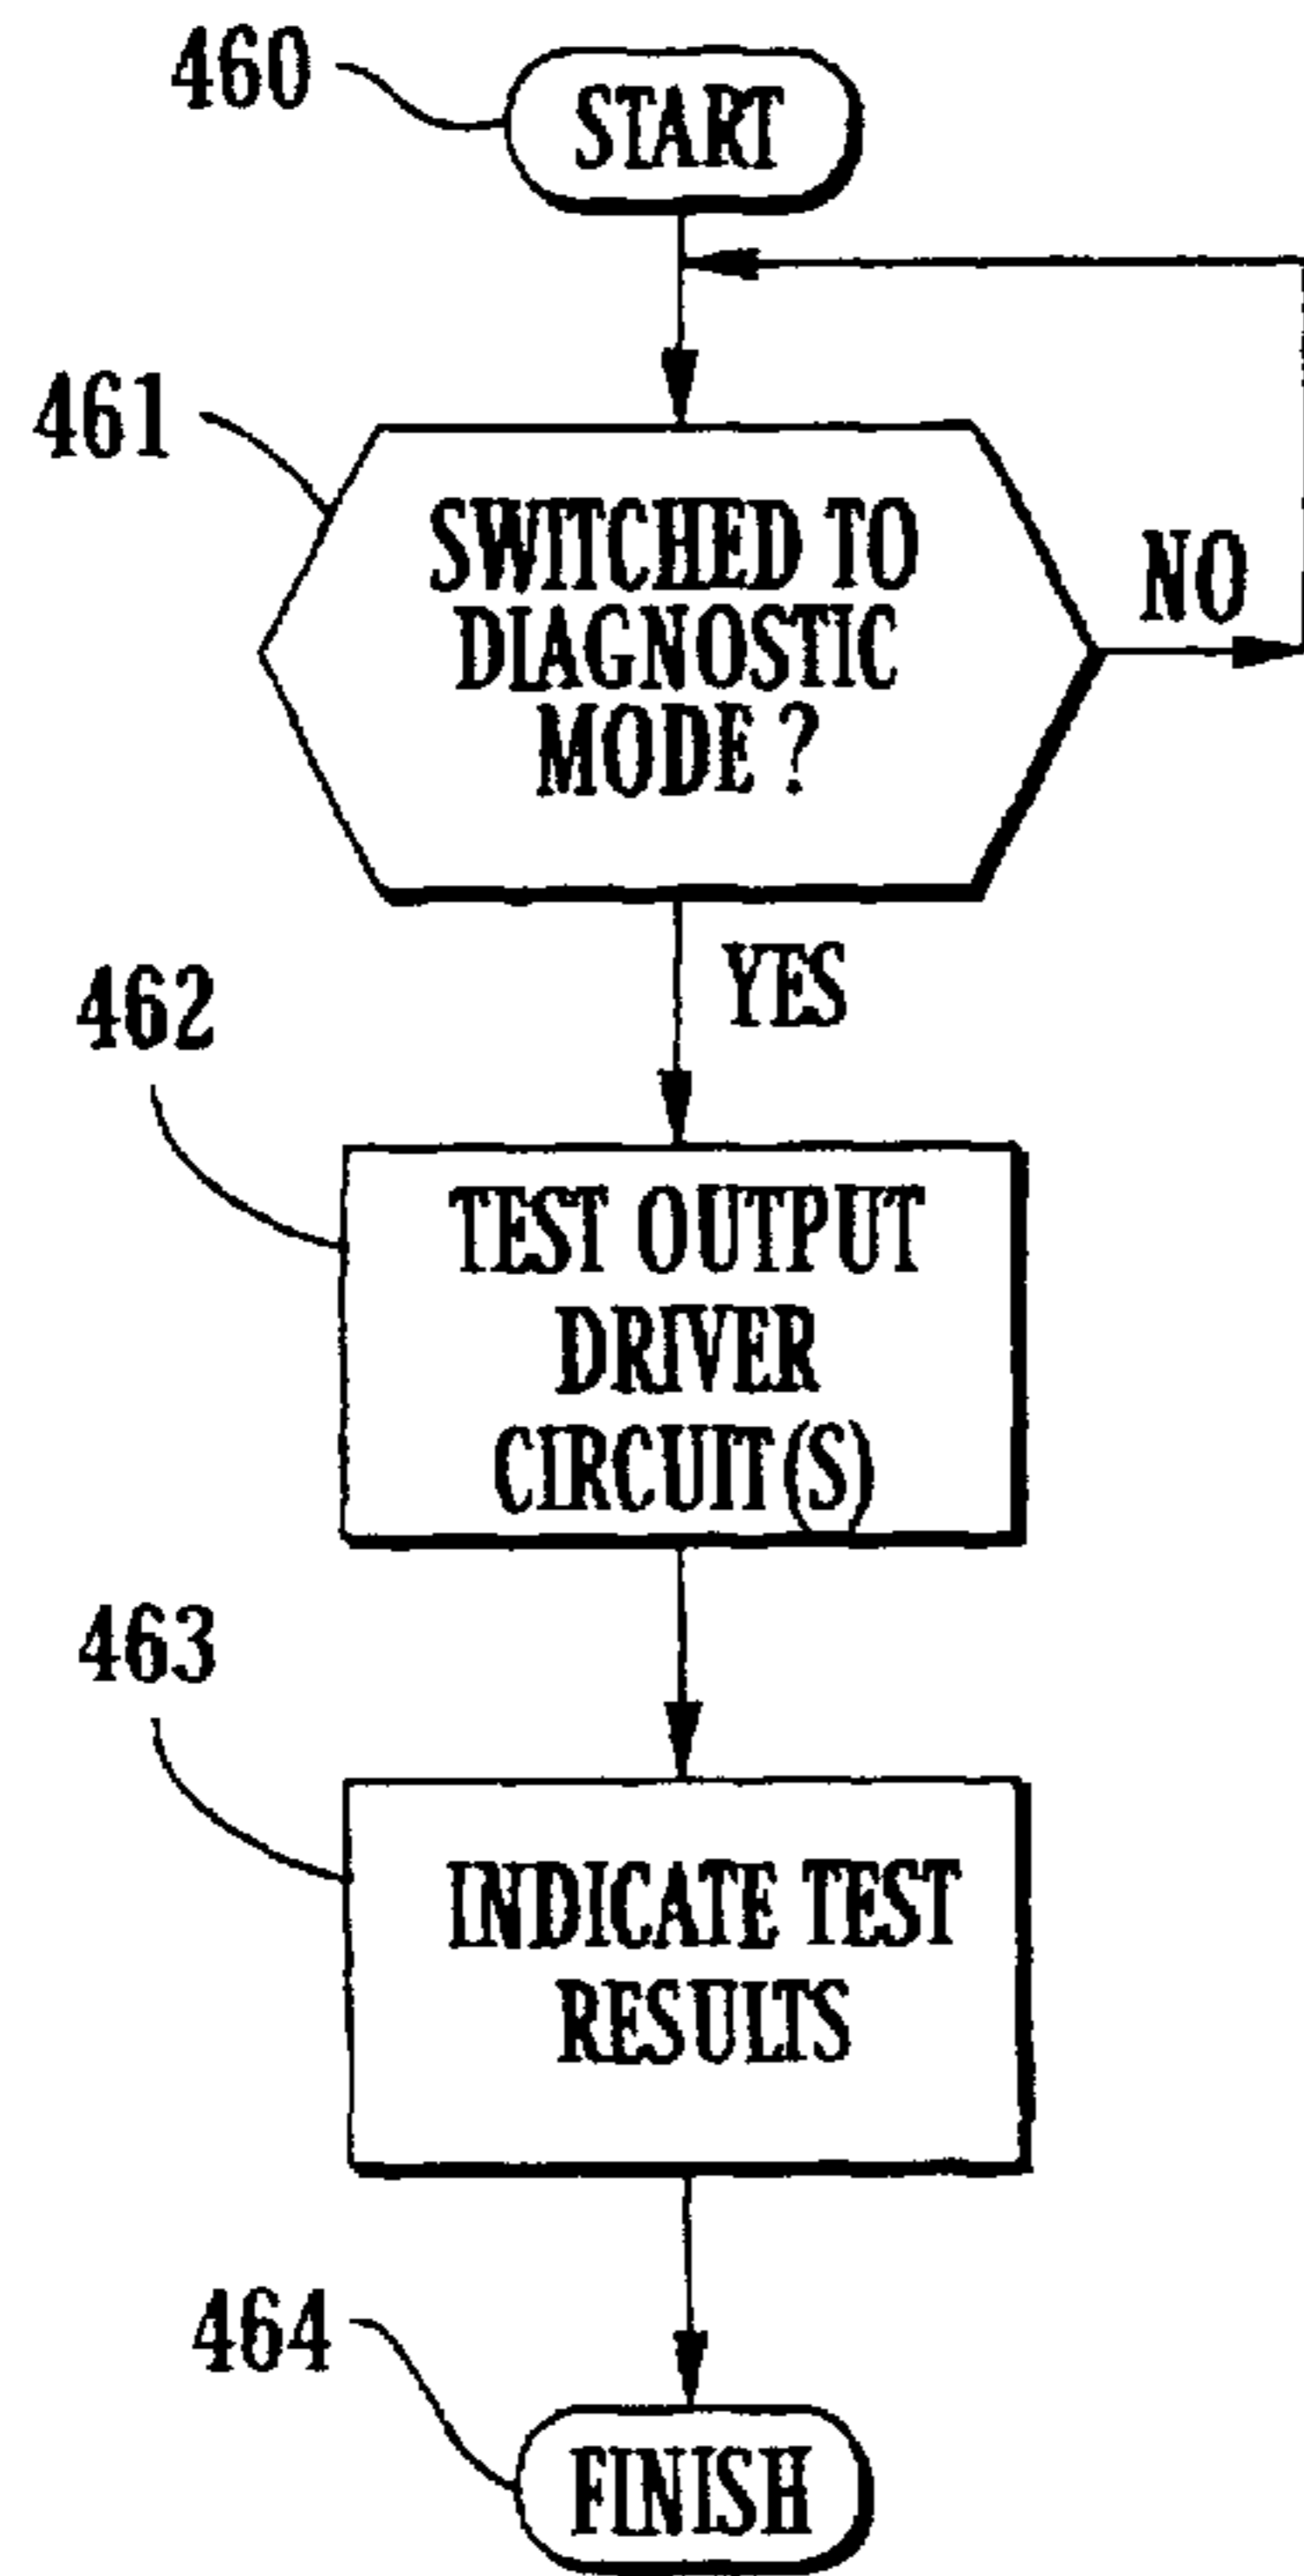 460
START
461
SWITCHED TO
DIAGNOSTIC
MODE ?
NO
YES
462
TEST OUTPUT
DRIVER
CIRCUIT(S)
463
INDICATE TEST
RESULTS
464
FINISH